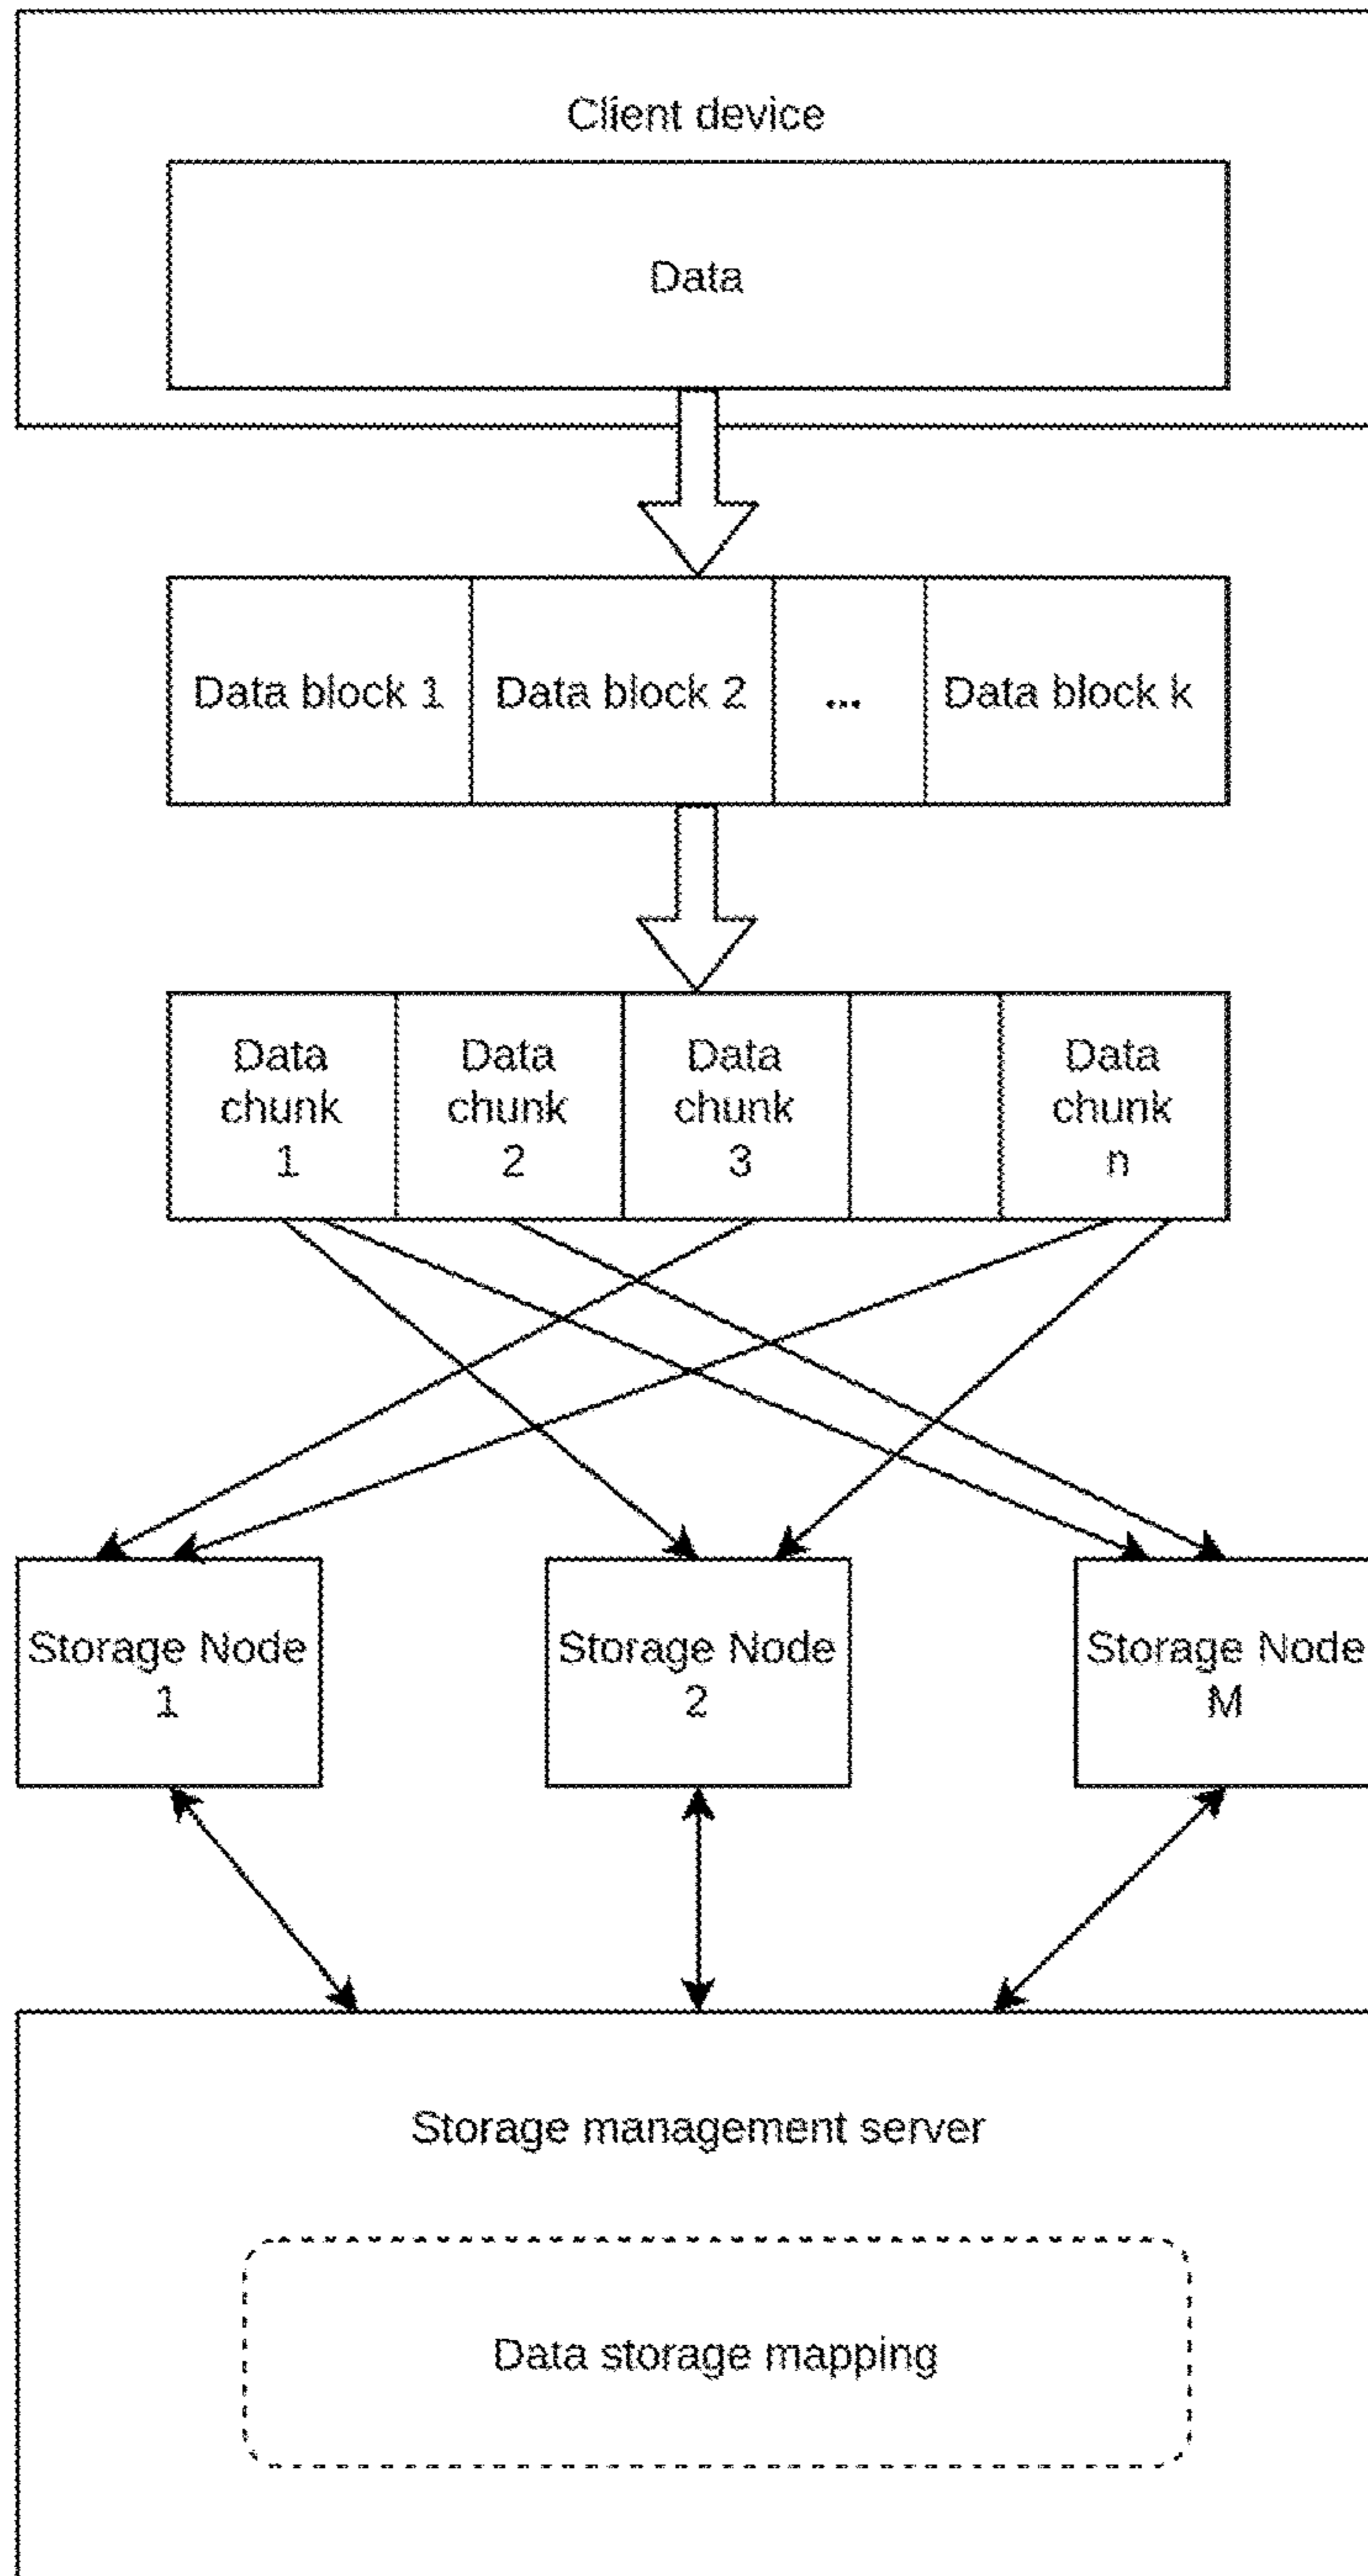 Client device
Data
Data block 1 Data block 2 ... Data block k
Data Data Data Data
chunk chunk chunk chunk
1 2 3 n
Storage Node Storage Node Storage Node
1 2 M
Storage management server
Data storage mapping